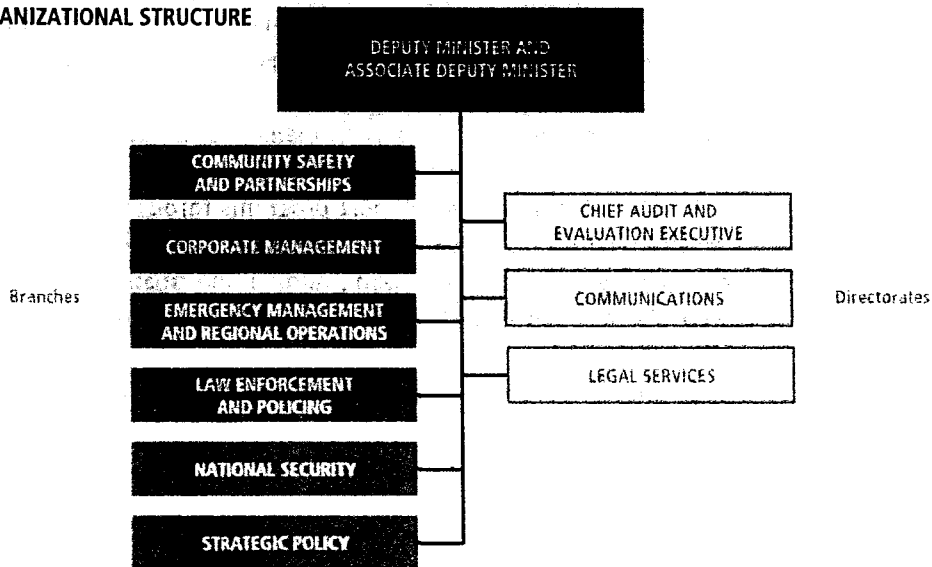 ANIZATIONAL STRUCTURE
DEPUTY MINISTER AND
ASSOCIATE DEPUTY MINISTER
COMMUNITY SAFETY
AND PARTNERSHIPS
CORPORATE MANAGEMENT
EMERGENCY MANAGEMENT
AND REGIONAL OPERATIONS
LAW ENFORCEMENT
AND POLICING
NATIONAL SECURITY
STRATEGIC POLICY
Branches
CHIEF AUDIT AND
EVALUATION EXECUTIVE
COMMUNICATIONS
LEGAL SERVICES
Directorates